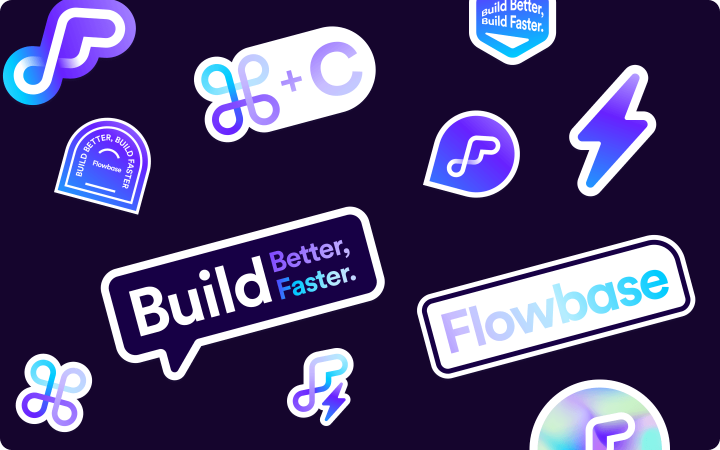 Build Better,
Build Faster.
⌘ + C
BUILD BETTER, BUILD FASTER
Flowbase
Build Better,
Faster.
Flowbase